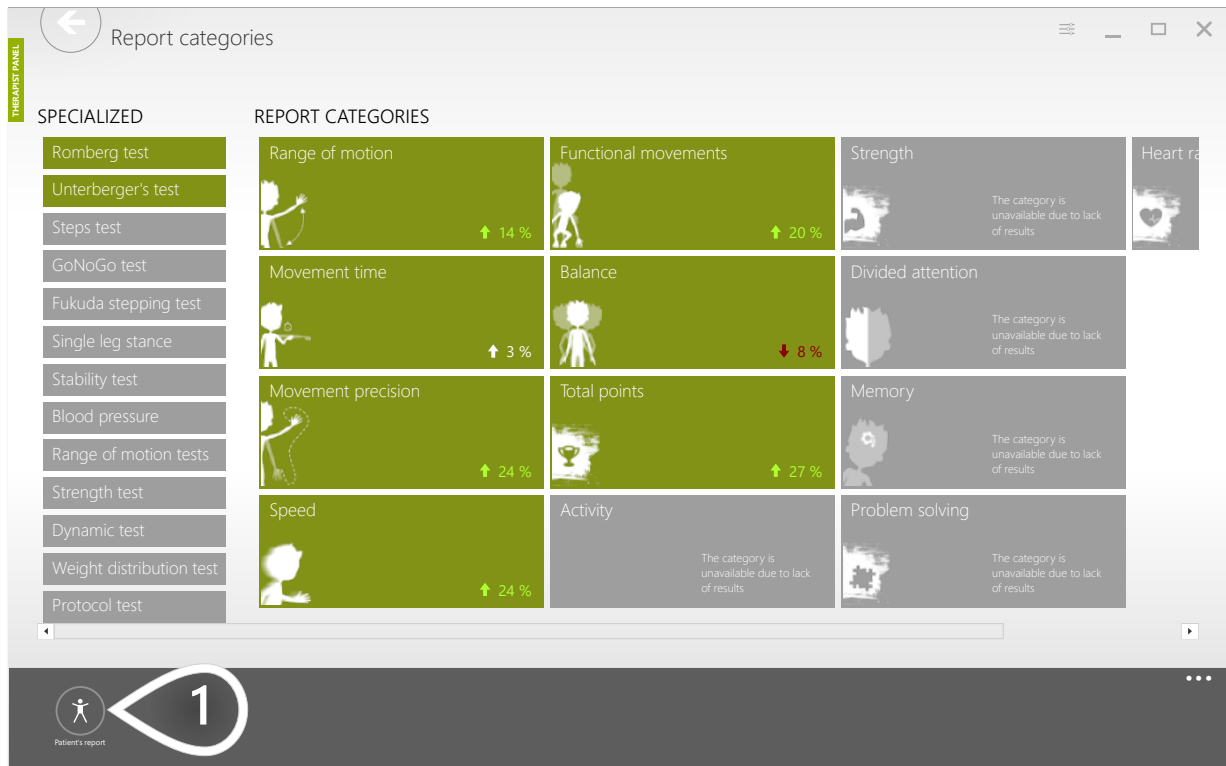 Report categories
THERAPIST PANEL
SPECIALIZED
Romberg test
Unterberger's test
Steps test
GoNoGo test
Fukuda stepping test
Single leg stance
Stability test
Blood pressure
Range of motion tests
Strength test
Dynamic test
Weight distribution test
Protocol test
REPORT CATEGORIES
Range of motion
14 %
Movement time
3 %
Movement precision
24 %
Speed
24 %
Functional movements
20 %
Balance
8 %
Total points
27 %
Activity
The category is
unavailable due to lack
of results
Strength
The category is
unavailable due to lack
of results
Divided attention
The category is
unavailable due to lack
of results
Memory
The category is
unavailable due to lack
of results
Problem solving
The category is
unavailable due to lack
of results
Heart ra
Patient's report
1